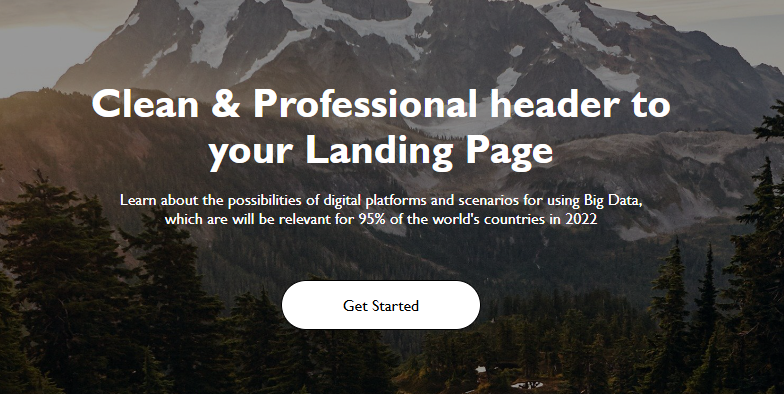 Clean & Professional header to
your Landing Page
Learn about the possibilities of digital platforms and scenarios for using Big Data,
which are will be relevant for 95% of the world's countries in 2022
Get Started